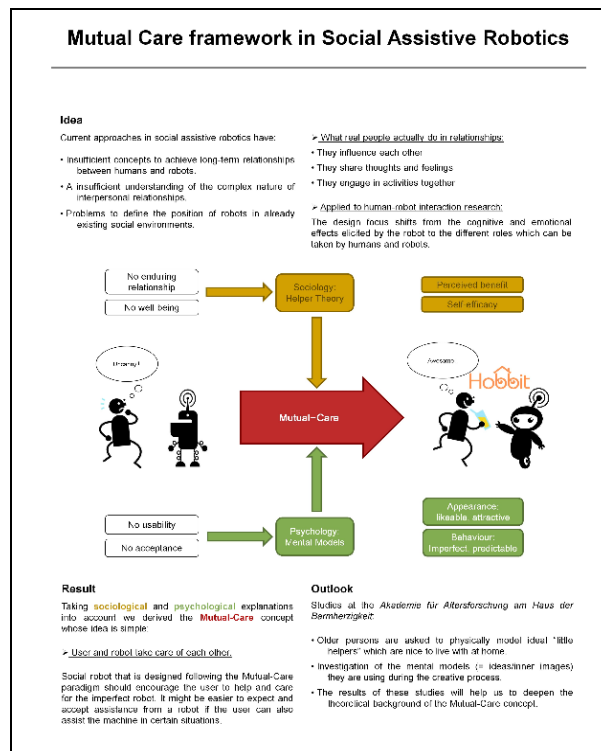 Mutual Care framework in Social Assistive Robotics
Idea
Current approaches in social assistive robotics have:
• Insufficient concepts to achieve long-term relationships
between humans and robots.
• A insufficient understanding of the complex nature of
interpersonal relationships.
• Problems to define the position of robots in already
existing social environments.
➢ What real people actually do in relationships:
• They influence each other
• They share thoughts and feelings
• They engage in activities together
➢ Applied to human-robot interaction research:
The design focus shifts from the cognitive and emotional
effects elicited by the robot to the different roles which can be
taken by humans and robots.
No enduring
relationship
No well being
Sociology:
Helper Theory
Perceived benefit
Self-efficacy
Uncanny!
Mutual-Care
Awesome
Hobbit
No usability
No acceptance
Psychology:
Mental Models
Appearance:
likeable, attractive
Behaviour:
Imperfect, predictable
Result
Taking sociological and psychological explanations
into account we derived the Mutual-Care concept
whose idea is simple:
➢ User and robot take care of each other.
Social robot that is designed following the Mutual-Care
paradigm should encourage the user to help and care
for the imperfect robot. It might be easier to expect and
accept assistance from a robot if the user can also
assist the machine in certain situations.
Outlook
Studies at the Akademie für Altersforschung am Haus der
Barmherzigkeit:
• Older persons are asked to physically model ideal "little
helpers" which are nice to live with at home.
• Investigation of the mental models (= ideas/inner images)
they are using during the creative process.
• The results of these studies will help us to deepen the
theoretical background of the Mutual-Care concept.